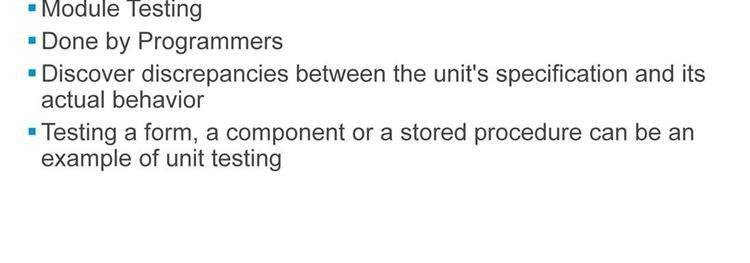 ▪ Module Testing
▪ Done by Programmers
▪ Discover discrepancies between the unit's specification and its
actual behavior
▪ Testing a form, a component or a stored procedure can be an
example of unit testing